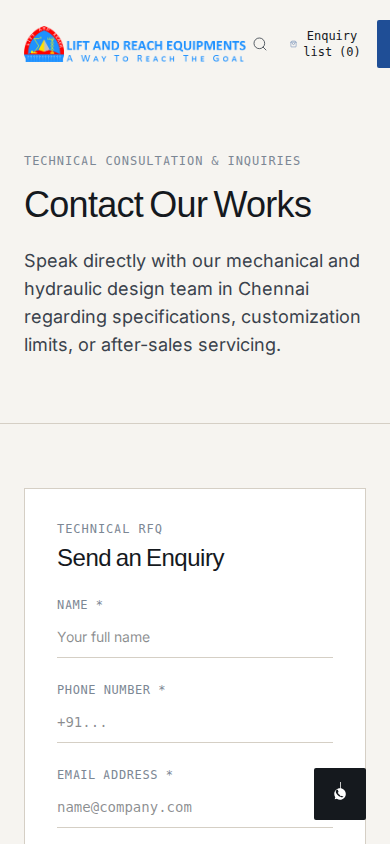 LIFT AND REACH EQUIPMENTS
A WAY TO REACH THE GOAL
Enquiry
list (0)
TECHNICAL CONSULTATION & INQUIRIES
Contact Our Works
Speak directly with our mechanical and
hydraulic design team in Chennai
regarding specifications, customization
limits, or after-sales servicing.
TECHNICAL RFQ
Send an Enquiry
NAME *
Your full name
PHONE NUMBER *
+91...
EMAIL ADDRESS *
name@company.com